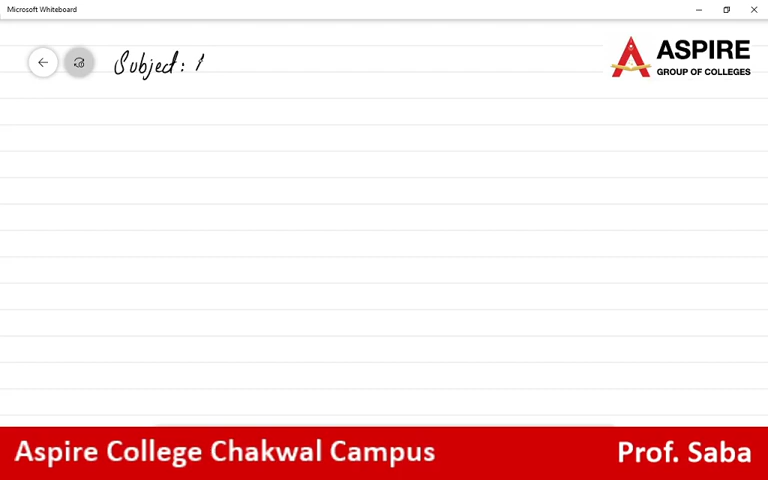 Microsoft Whiteboard
Subject:
ASPIRE
GROUP OF COLLEGES
Aspire College Chakwal Campus
Prof. Saba